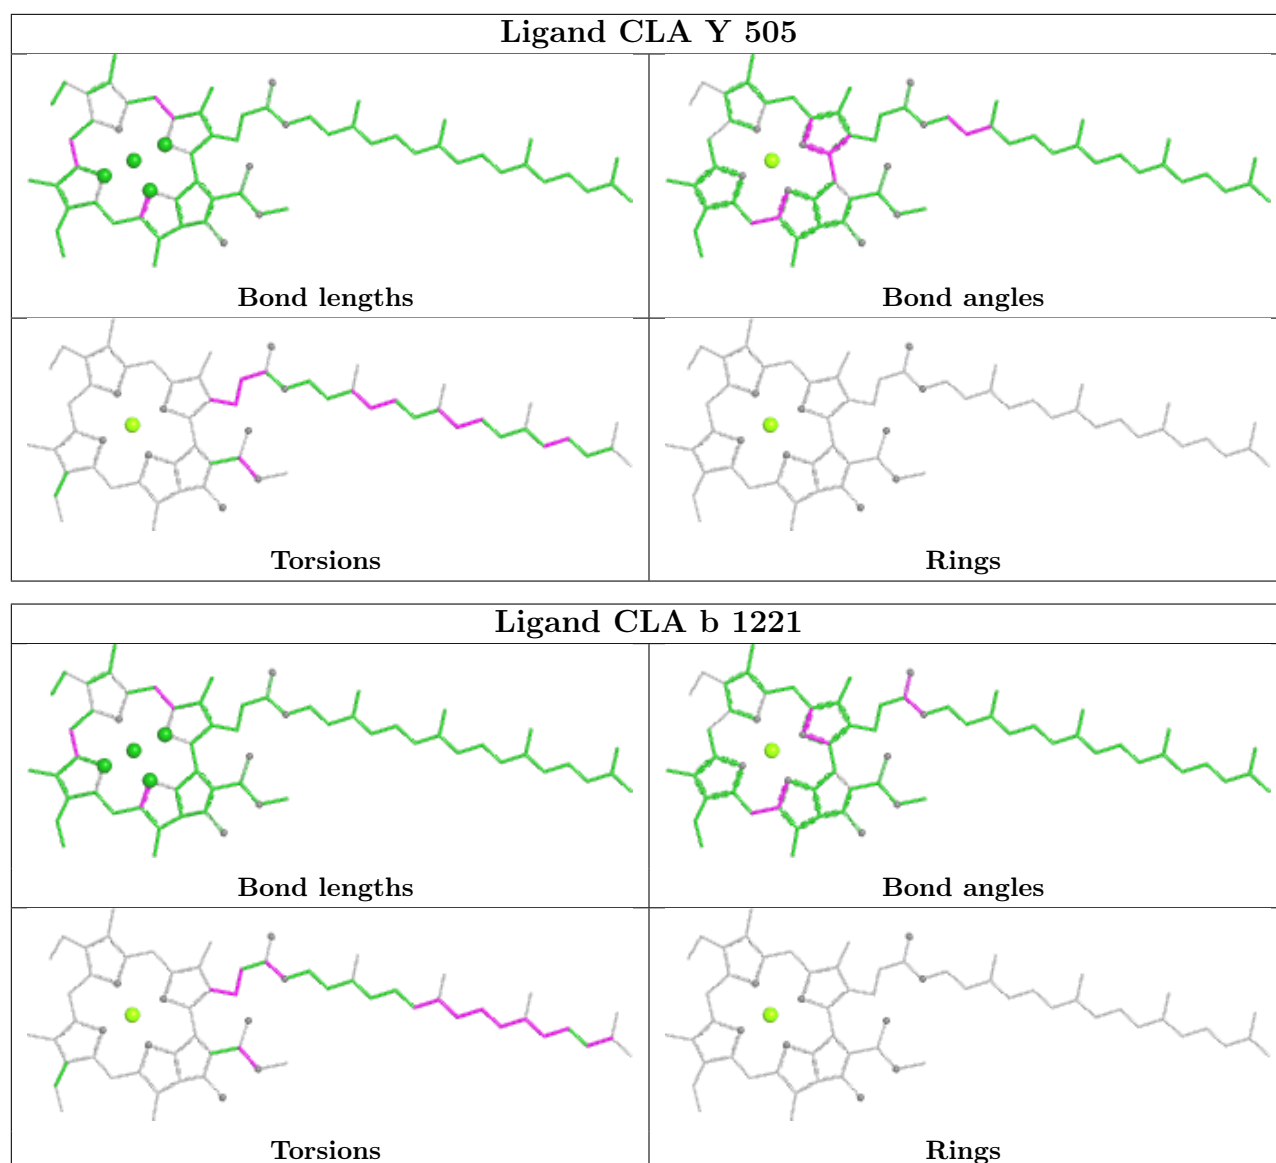 Ligand CLA Y 505
Bond lengths
Bond angles
Torsions
Rings
Ligand CLA b 1221
Bond lengths
Bond angles
Torsions
Rings